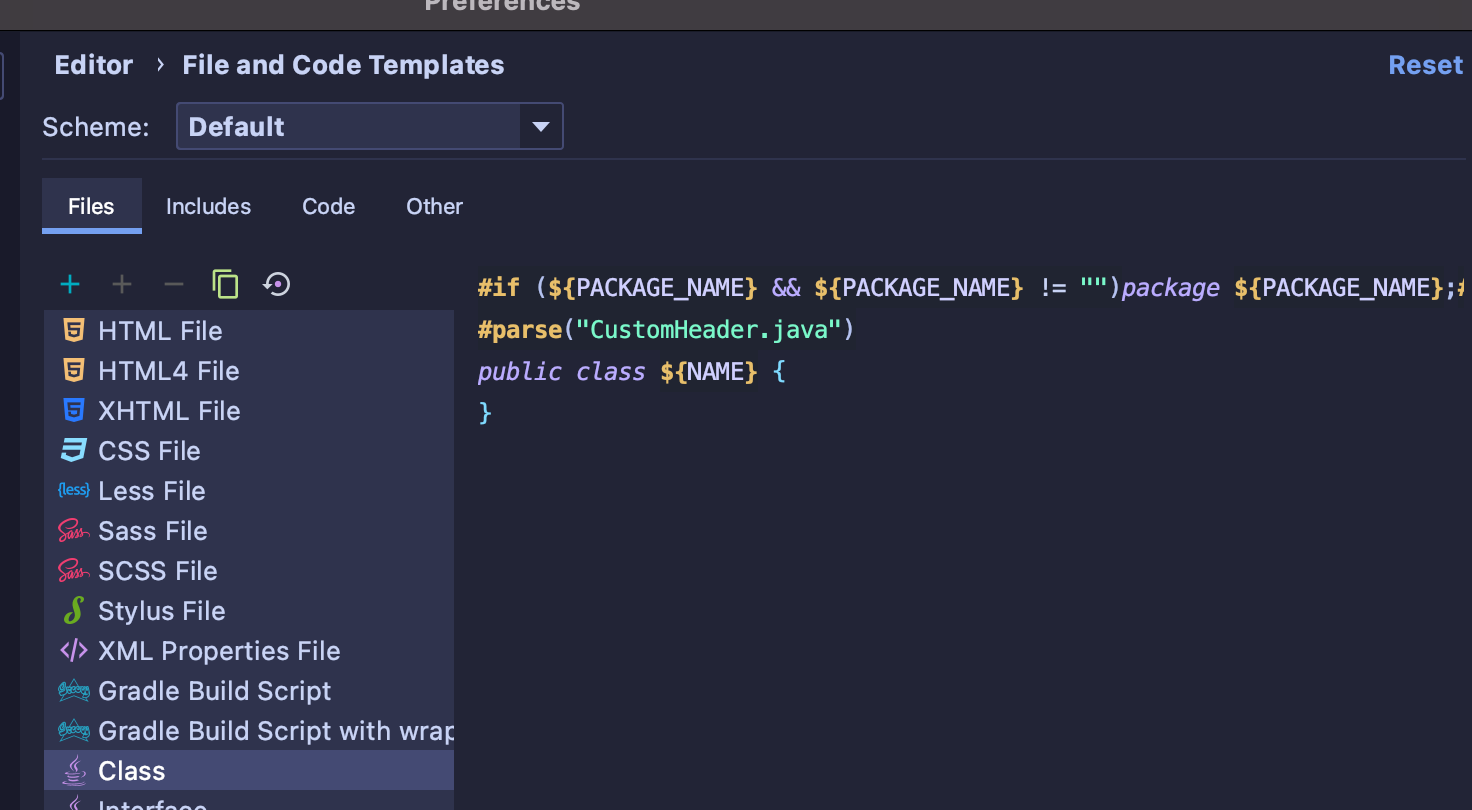 Preferences
Editor › File and Code Templates
Reset
Scheme: Default
Files Includes Code Other
#if (${PACKAGE_NAME} && ${PACKAGE_NAME} != "")package ${PACKAGE_NAME};#
#parse("CustomHeader.java")
public class ${NAME} {
}
HTML File
HTML4 File
XHTML File
CSS File
{less} Less File
Sass Sass File
Sass SCSS File
Stylus File
</> XML Properties File
Gradle Build Script
Gradle Build Script with wrap
Class
Interface